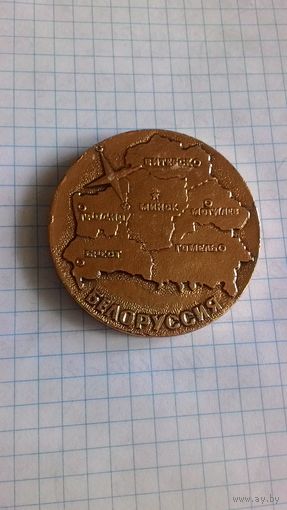 ВИТЕБСК
ГРОДНО
МИНСК
МОГИЛЕВ
БРЕСТ
ГОМЕЛЬ
БЕЛОРУССИЯ
www.ay.by